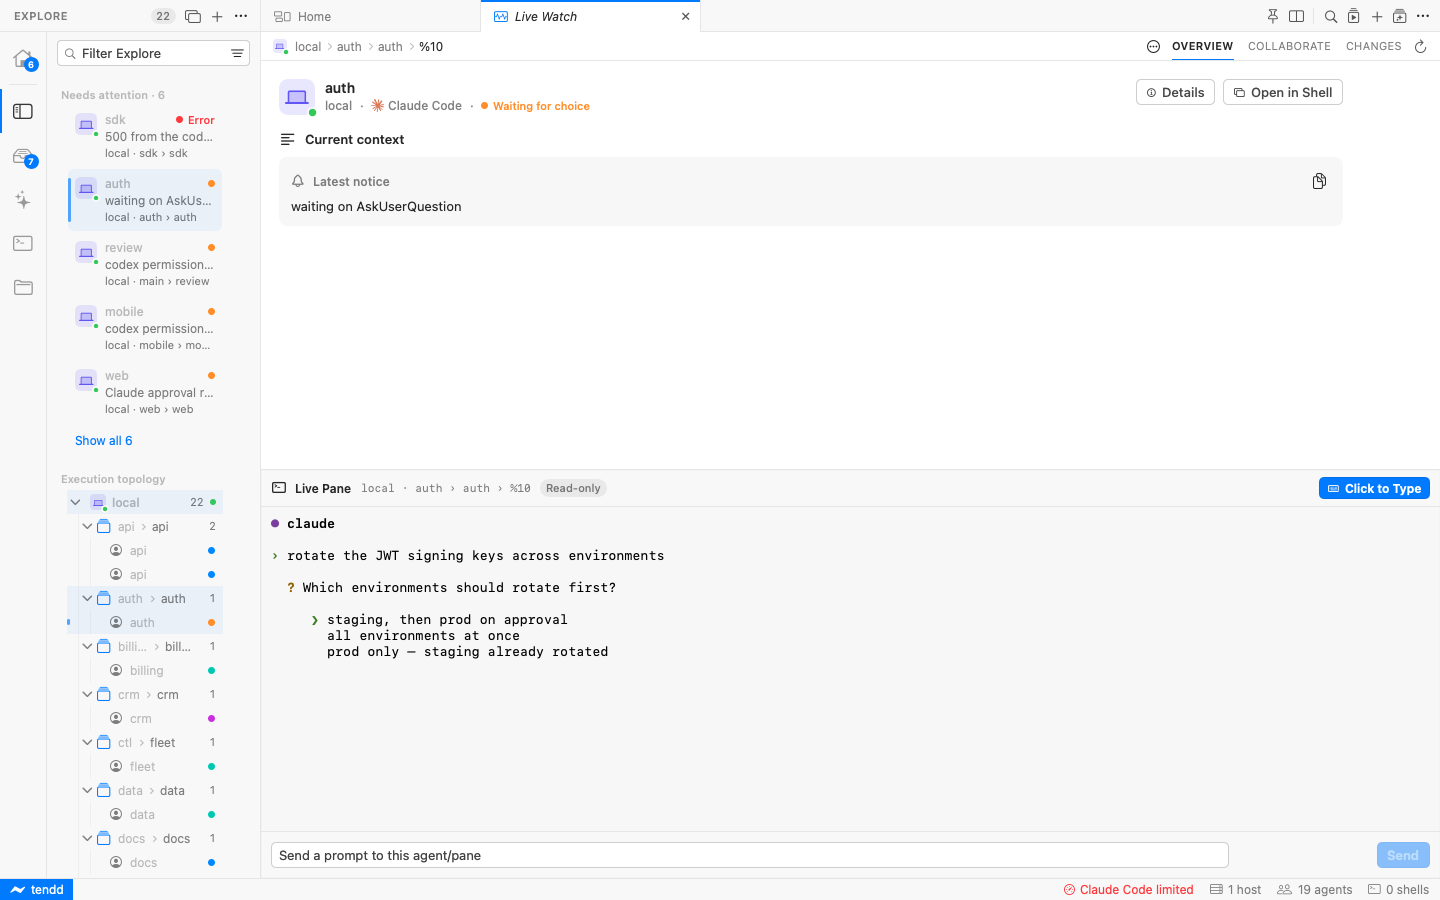 EXPLORE
22
Home
Live Watch
6
7
Filter Explore
Needs attention · 6
sdk
Error
500 from the cod...
local · sdk › sdk
auth
waiting on AskUs...
local · auth › auth
review
codex permission...
local · main › review
mobile
codex permission...
local · mobile › mo...
web
Claude approval r...
local · web › web
Show all 6
Execution topology
local 22
api › api 2
api
api
auth › auth 1
auth
billi... › bill... 1
billing
crm › crm 1
crm
ctl › fleet 1
fleet
data › data 1
data
docs › docs 1
docs
local › auth › auth › %10
OVERVIEW
COLLABORATE
CHANGES
auth
local · Claude Code · Waiting for choice
Details
Open in Shell
Current context
Latest notice
waiting on AskUserQuestion
Live Pane local · auth › auth › %10 Read-only
Click to Type
claude
› rotate the JWT signing keys across environments
? Which environments should rotate first?
❯ staging, then prod on approval
all environments at once
prod only — staging already rotated
Send a prompt to this agent/pane
Send
tendd
Claude Code limited
1 host
19 agents
0 shells